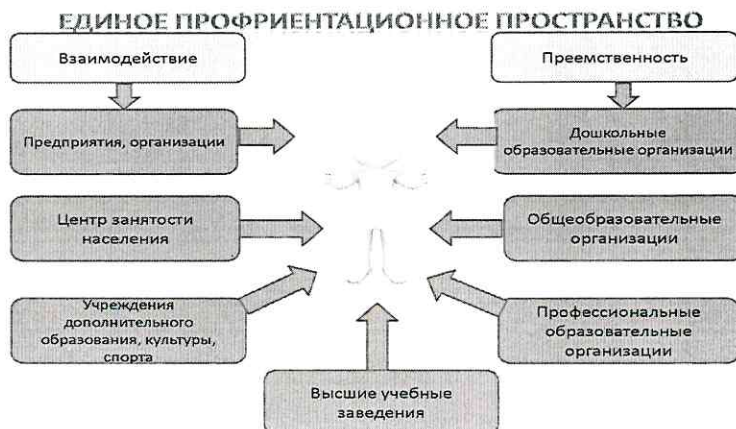 ЕДИНОЕ ПРОФРИЕНТАЦИОННОЕ ПРОСТРАНСТВО
Взаимодействие
Преемственность
Предприятия, организации
Дошкольные
образовательные организации
Центр занятости
населения
Общеобразовательные
организации
Учреждения
дополнительного
образования, культуры,
спорта
Профессиональные
образовательные
организации
Высшие учебные
заведения